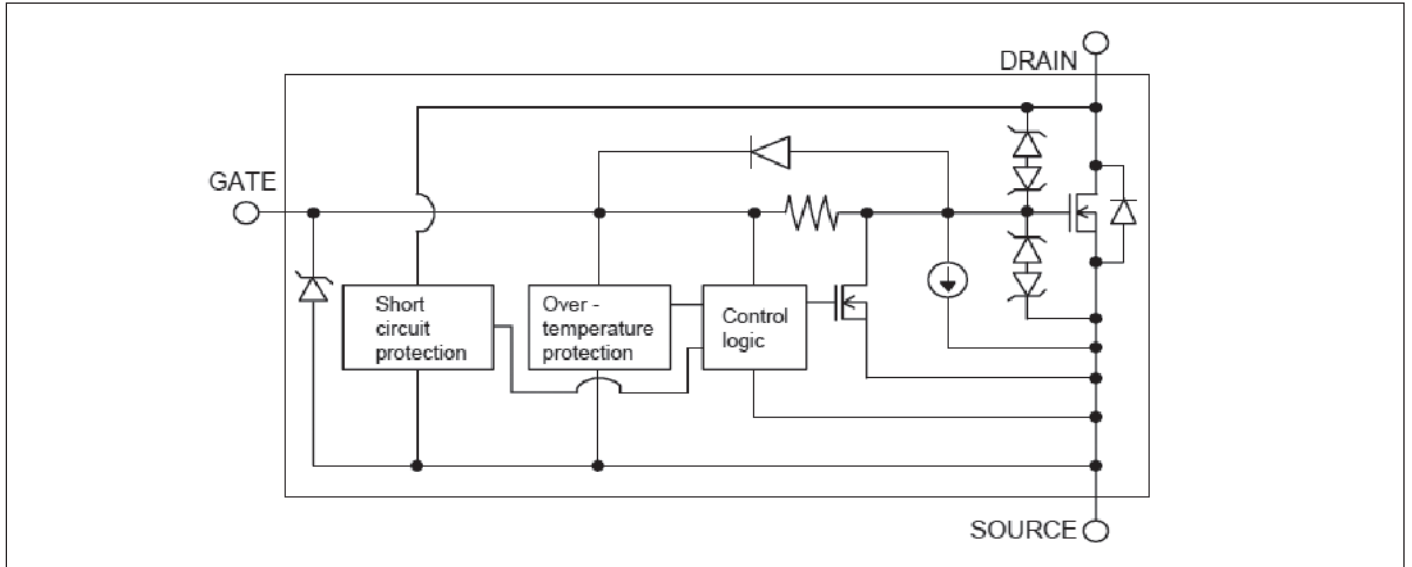 DRAIN
GATE
Short
circuit
protection
Over -
temperature
protection
Control
logic
SOURCE